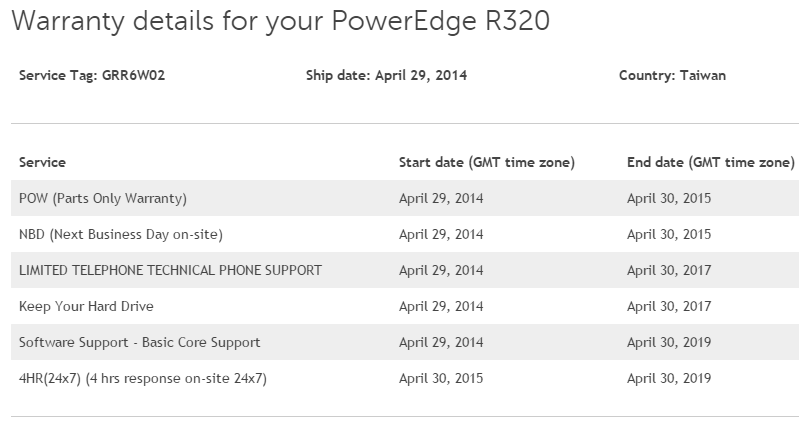 Warranty details for your PowerEdge R320
Service Tag: GRR6W02 Ship date: April 29, 2014 Country: Taiwan
Service Start date (GMT time zone) End date (GMT time zone)
POW (Parts Only Warranty) April 29, 2014 April 30, 2015
NBD (Next Business Day on-site) April 29, 2014 April 30, 2015
LIMITED TELEPHONE TECHNICAL PHONE SUPPORT April 29, 2014 April 30, 2017
Keep Your Hard Drive April 29, 2014 April 30, 2017
Software Support - Basic Core Support April 29, 2014 April 30, 2019
4HR(24x7) (4 hrs response on-site 24x7) April 30, 2015 April 30, 2019